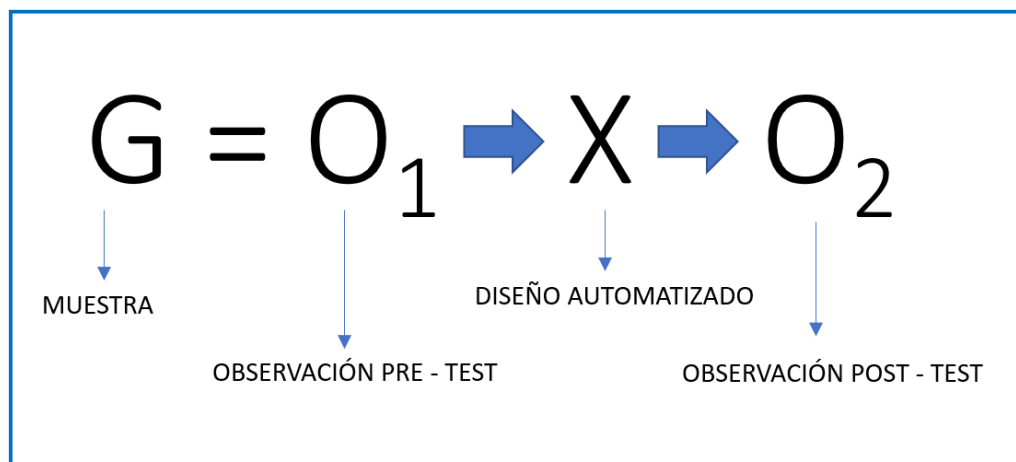 G = O₁ X O₂
MUESTRA
DISEÑO AUTOMATIZADO
OBSERVACIÓN PRE - TEST
OBSERVACIÓN POST - TEST